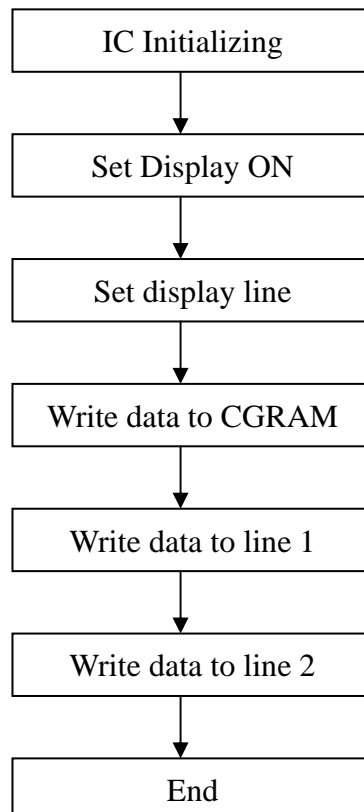 IC Initializing
Set Display ON
Set display line
Write data to CGRAM
Write data to line 1
Write data to line 2
End